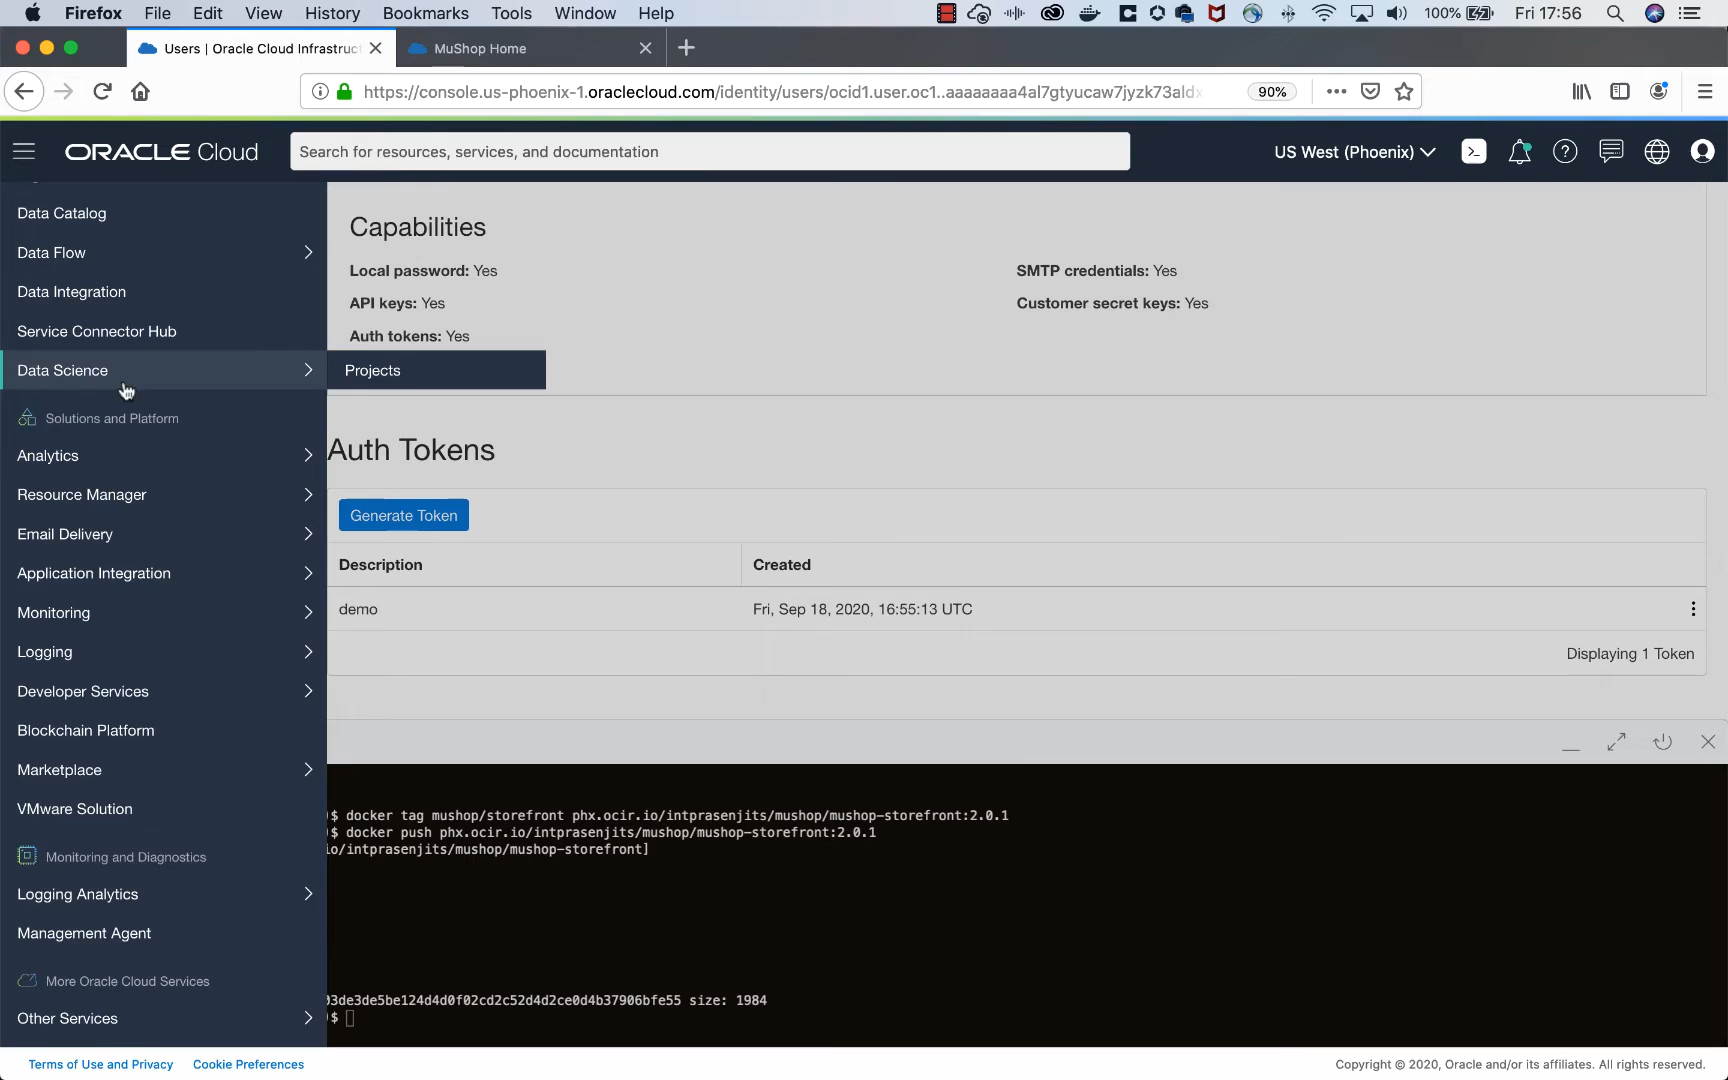 Firefox File Edit View History Bookmarks Tools Window Help
100% Fri 17:56
Users | Oracle Cloud Infrastruct
MuShop Home
https://console.us-phoenix-1.oraclecloud.com/identity/users/ocid1.user.oc1..aaaaaaaa4al7gtyucaw7jyzk73aldx
90%
ORACLE Cloud
Search for resources, services, and documentation
US West (Phoenix)
Data Catalog
Data Flow
Data Integration
Service Connector Hub
Data Science
Projects
Solutions and Platform
Analytics
Resource Manager
Email Delivery
Application Integration
Monitoring
Logging
Developer Services
Blockchain Platform
Marketplace
VMware Solution
Monitoring and Diagnostics
Logging Analytics
Management Agent
More Oracle Cloud Services
Other Services
Capabilities
Local password: Yes
API keys: Yes
Auth tokens: Yes
SMTP credentials: Yes
Customer secret keys: Yes
Auth Tokens
Generate Token
Description Created
demo Fri, Sep 18, 2020, 16:55:13 UTC
Displaying 1 Token
$ docker tag mushop/storefront phx.ocir.io/intprasenjits/mushop/mushop-storefront:2.0.1
$ docker push phx.ocir.io/intprasenjits/mushop/mushop-storefront:2.0.1
io/intprasenjits/mushop/mushop-storefront]
3de3de5be124d4d0f02cd2c52d4d2ce0d4b37906bfe55 size: 1984
$
Terms of Use and Privacy Cookie Preferences
Copyright © 2020, Oracle and/or its affiliates. All rights reserved.